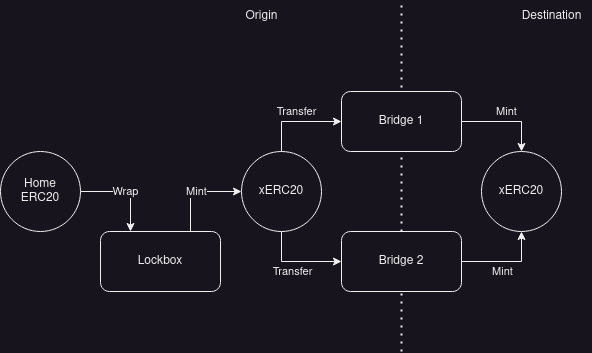 Origin
Destination
Transfer
Bridge 1
Mint
Home
ERC20
Wrap
Mint
xERC20
xERC20
Lockbox
Transfer
Bridge 2
Mint